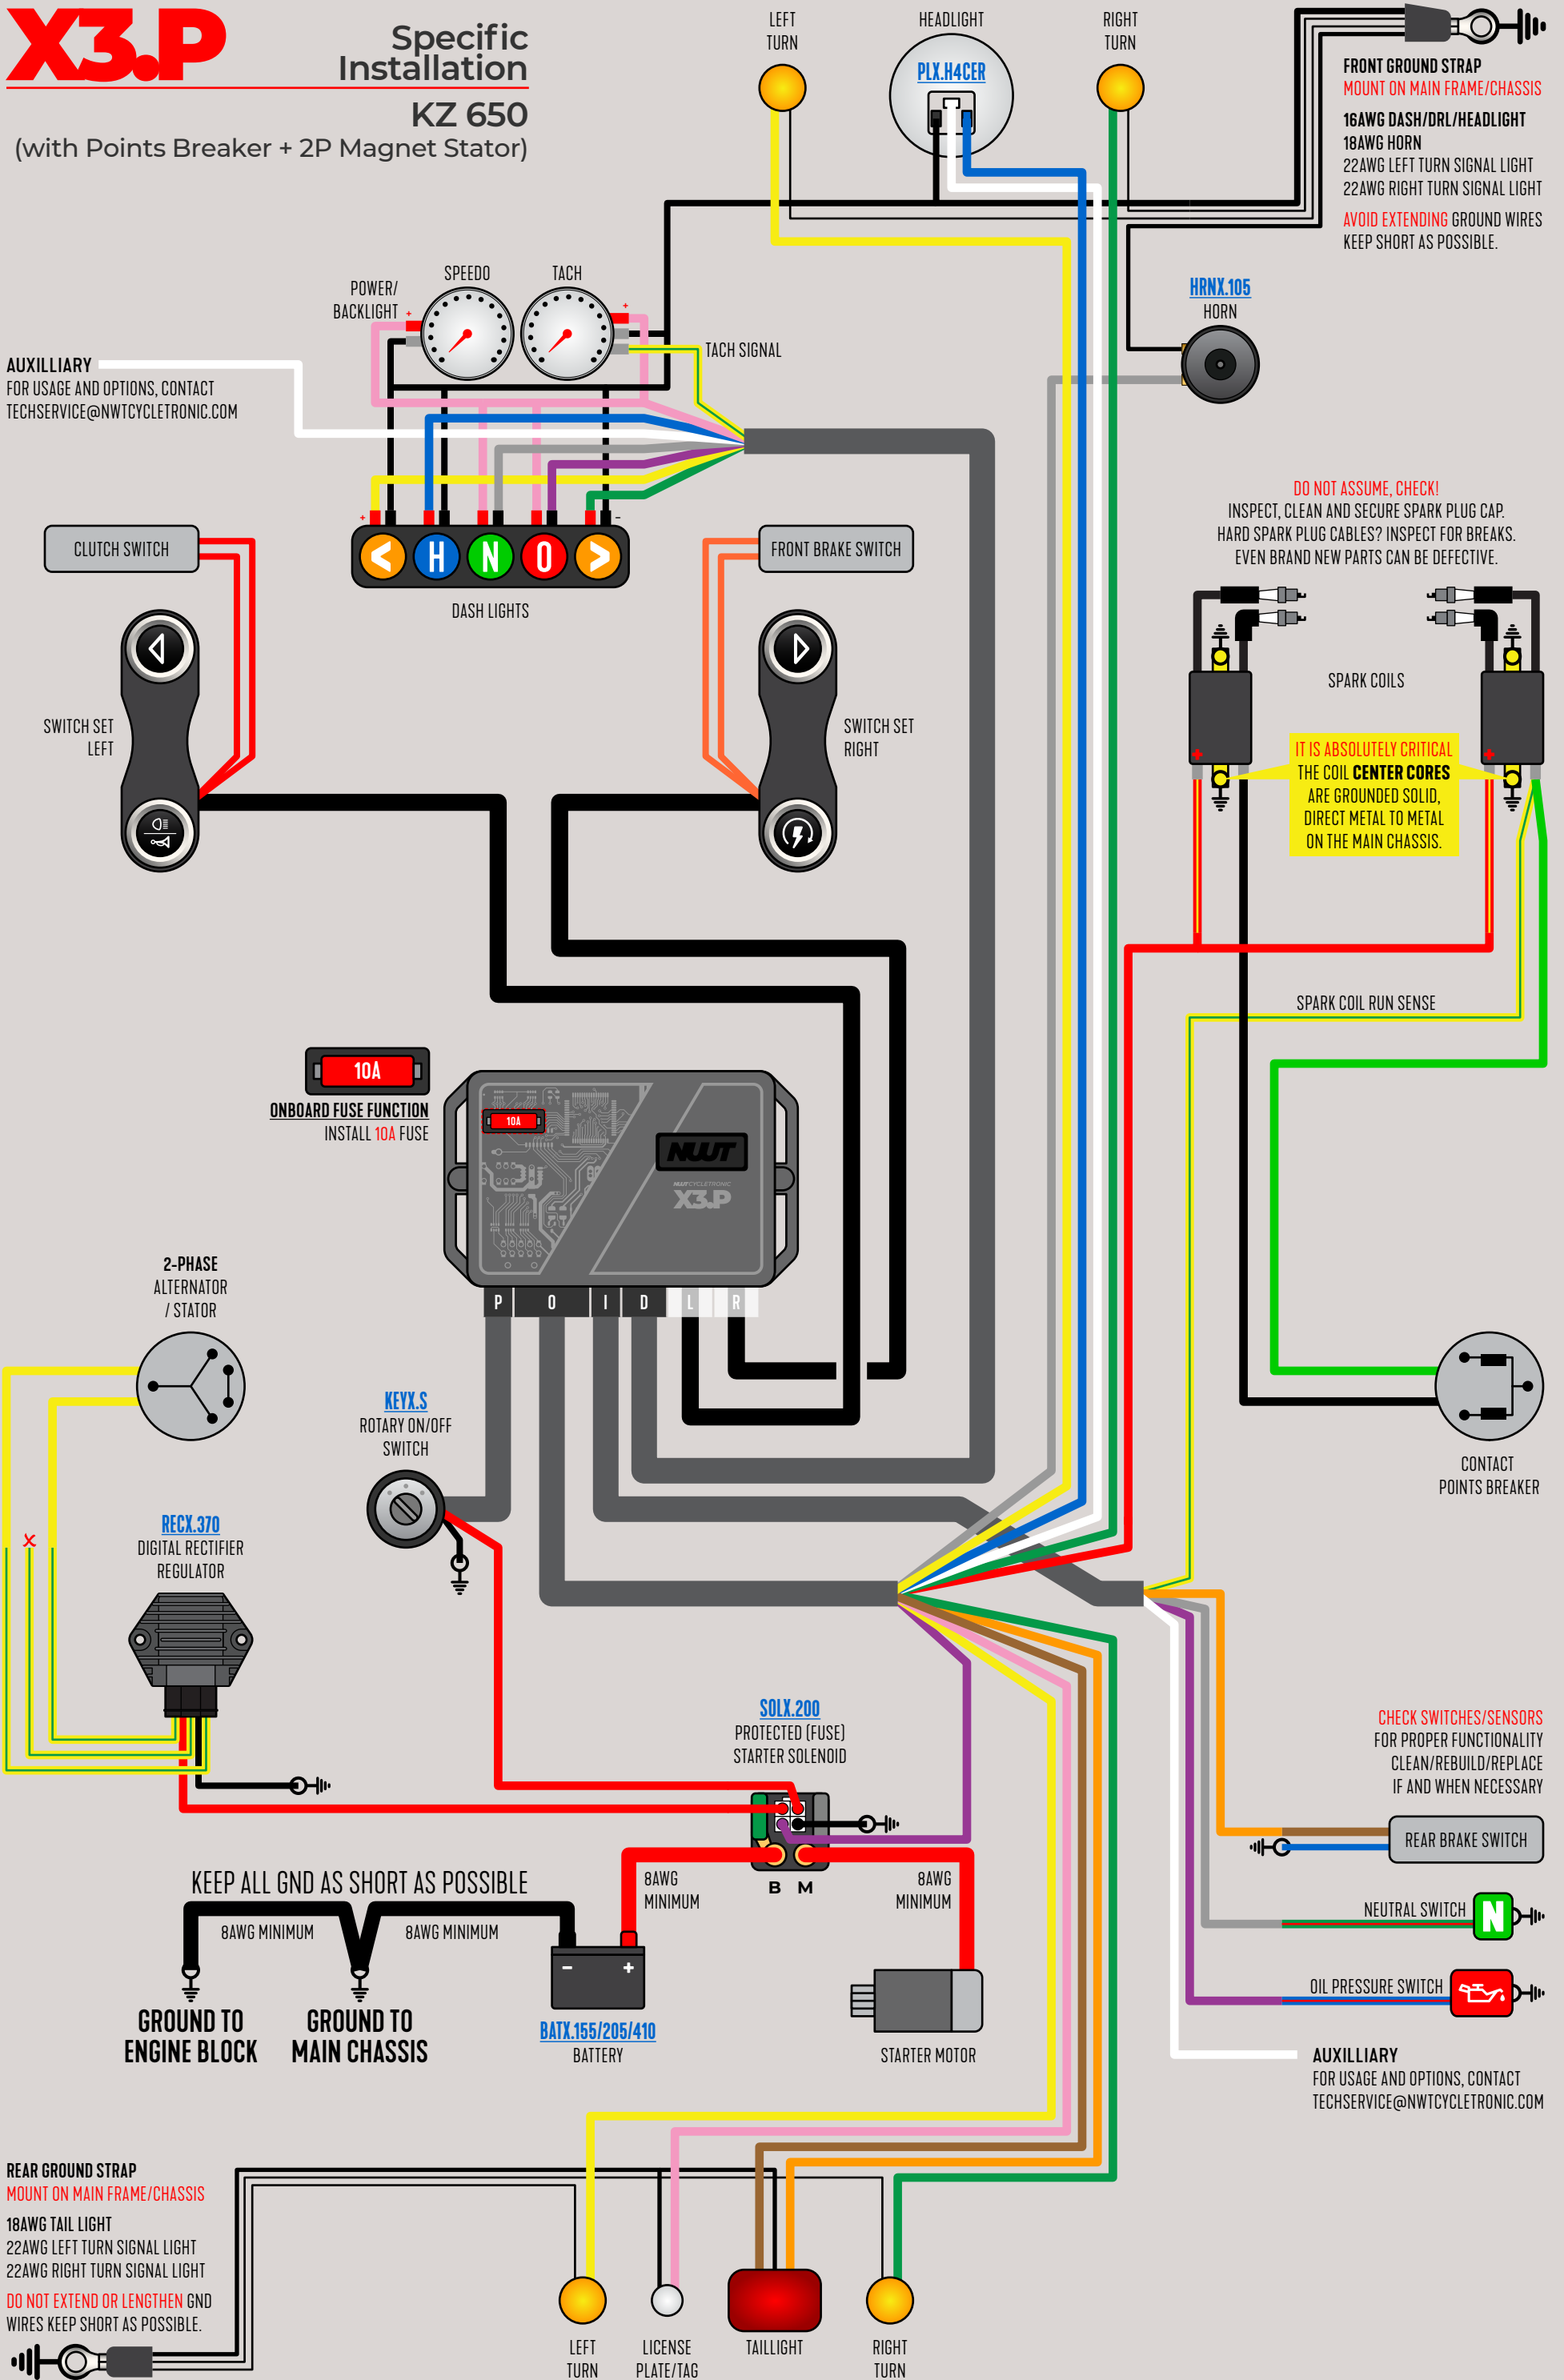 X3.P
Specific
Installation
KZ 650
(with Points Breaker + 2P Magnet Stator)
LEFT
TURN
HEADLIGHT
PLX.H4CER
RIGHT
TURN
FRONT GROUND STRAP
MOUNT ON MAIN FRAME/CHASSIS
16AWG DASH/DRL/HEADLIGHT
18AWG HORN
22AWG LEFT TURN SIGNAL LIGHT
22AWG RIGHT TURN SIGNAL LIGHT
AVOID EXTENDING GROUND WIRES
KEEP SHORT AS POSSIBLE.
HRNX.105
HORN
POWER/
BACKLIGHT
SPEEDO
TACH
+
+
TACH SIGNAL
AUXILLIARY
FOR USAGE AND OPTIONS, CONTACT
TECHSERVICE@NWTCYCLETRONIC.COM
+
-
< H N O >
DASH LIGHTS
CLUTCH SWITCH
FRONT BRAKE SWITCH
SWITCH SET
LEFT
SWITCH SET
RIGHT
DO NOT ASSUME, CHECK!
INSPECT, CLEAN AND SECURE SPARK PLUG CAP.
HARD SPARK PLUG CABLES? INSPECT FOR BREAKS.
EVEN BRAND NEW PARTS CAN BE DEFECTIVE.
SPARK COILS
+
+
IT IS ABSOLUTELY CRITICAL
THE COIL CENTER CORES
ARE GROUNDED SOLID,
DIRECT METAL TO METAL
ON THE MAIN CHASSIS.
SPARK COIL RUN SENSE
10A
ONBOARD FUSE FUNCTION
INSTALL 10A FUSE
10A
NWT
NWT CYCLETRONIC
X3.P
P O I D L R
2-PHASE
ALTERNATOR
/ STATOR
KEYX.S
ROTARY ON/OFF
SWITCH
CONTACT
POINTS BREAKER
X
RECX.370
DIGITAL RECTIFIER
REGULATOR
SOLX.200
PROTECTED (FUSE)
STARTER SOLENOID
B M
CHECK SWITCHES/SENSORS
FOR PROPER FUNCTIONALITY
CLEAN/REBUILD/REPLACE
IF AND WHEN NECESSARY
REAR BRAKE SWITCH
NEUTRAL SWITCH
N
OIL PRESSURE SWITCH
AUXILLIARY
FOR USAGE AND OPTIONS, CONTACT
TECHSERVICE@NWTCYCLETRONIC.COM
KEEP ALL GND AS SHORT AS POSSIBLE
8AWG MINIMUM
8AWG MINIMUM
8AWG
MINIMUM
8AWG
MINIMUM
GROUND TO
ENGINE BLOCK
GROUND TO
MAIN CHASSIS
- +
BATX.155/205/410
BATTERY
STARTER MOTOR
REAR GROUND STRAP
MOUNT ON MAIN FRAME/CHASSIS
18AWG TAIL LIGHT
22AWG LEFT TURN SIGNAL LIGHT
22AWG RIGHT TURN SIGNAL LIGHT
DO NOT EXTEND OR LENGTHEN GND
WIRES KEEP SHORT AS POSSIBLE.
LEFT
TURN
LICENSE
PLATE/TAG
TAILLIGHT
RIGHT
TURN